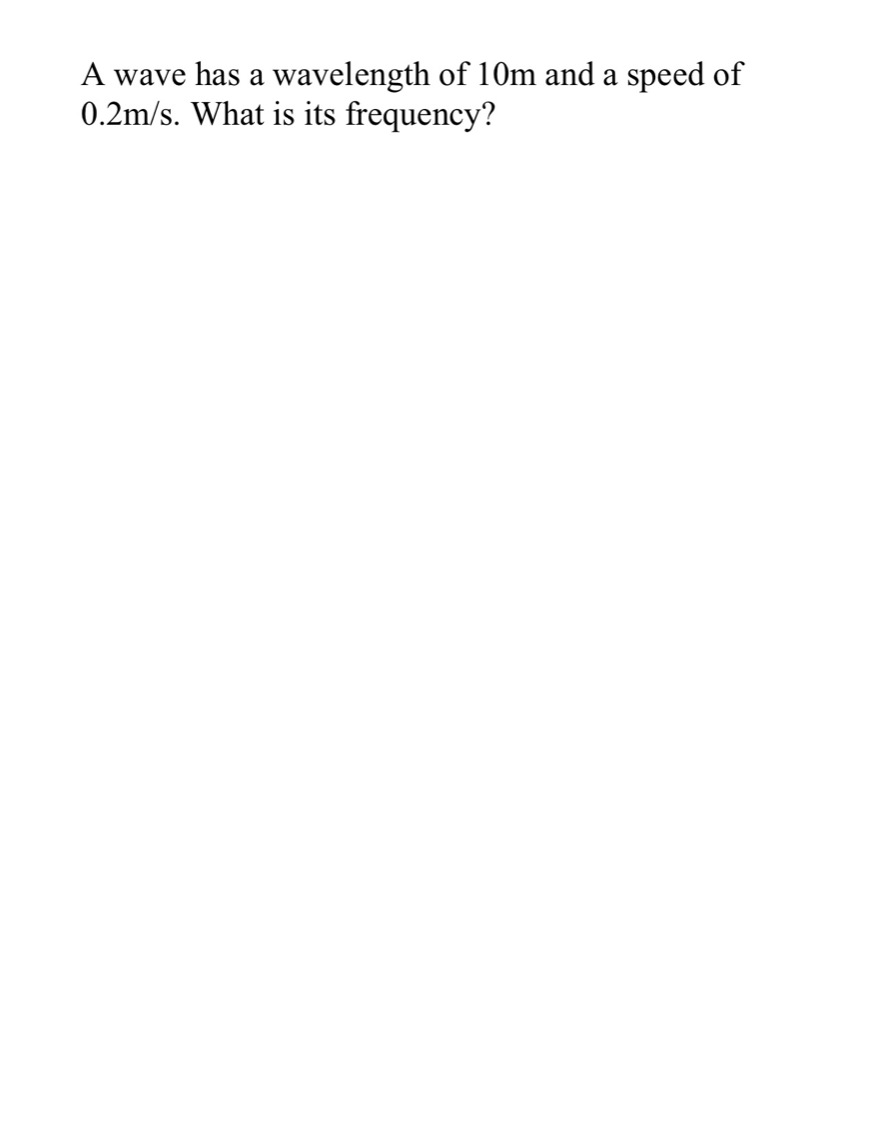 A wave has a wavelength of 10m and a speed of
0.2m/s. What is its frequency?